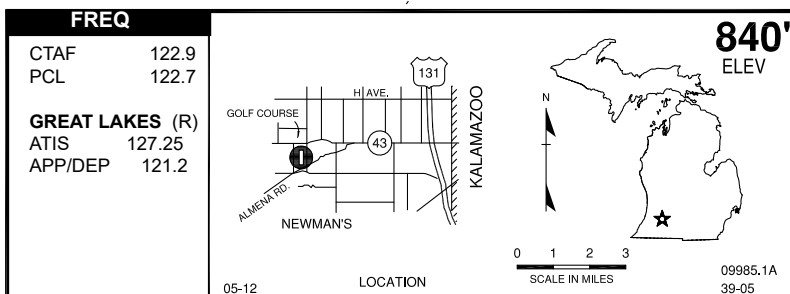 FREQ
CTAF 122.9
PCL 122.7
GREAT LAKES (R)
ATIS 127.25
APP/DEP 121.2
131
H AVE.
GOLF COURSE
43
KALAMAZOO
ALMENA RD.
NEWMAN'S
LOCATION
05-12
840'
ELEV
N
0 1 2 3
SCALE IN MILES
09985.1A
39-05